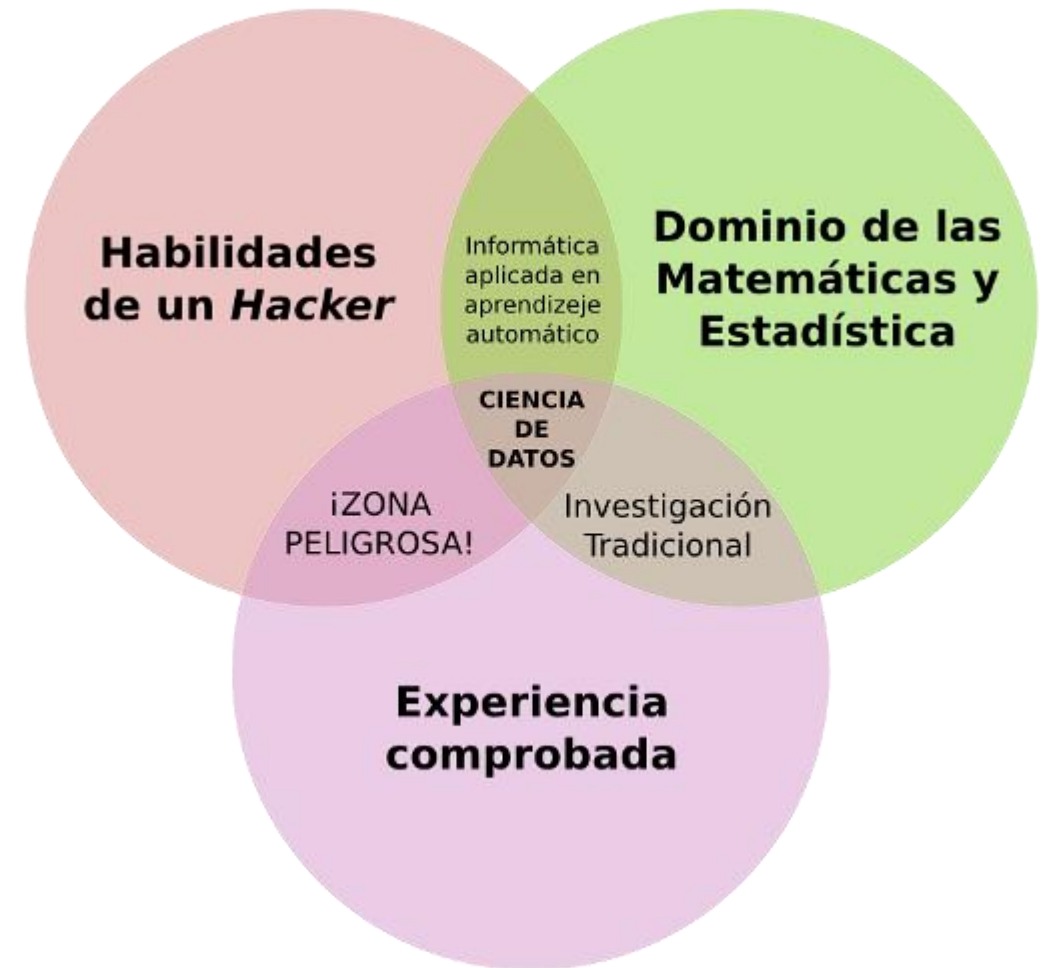 Habilidades
de un Hacker
Dominio de las
Matemáticas y
Estadística
Informática
aplicada en
aprendizeje
automático
CIENCIA
DE
DATOS
¡ZONA
PELIGROSA!
Investigación
Tradicional
Experiencia
comprobada